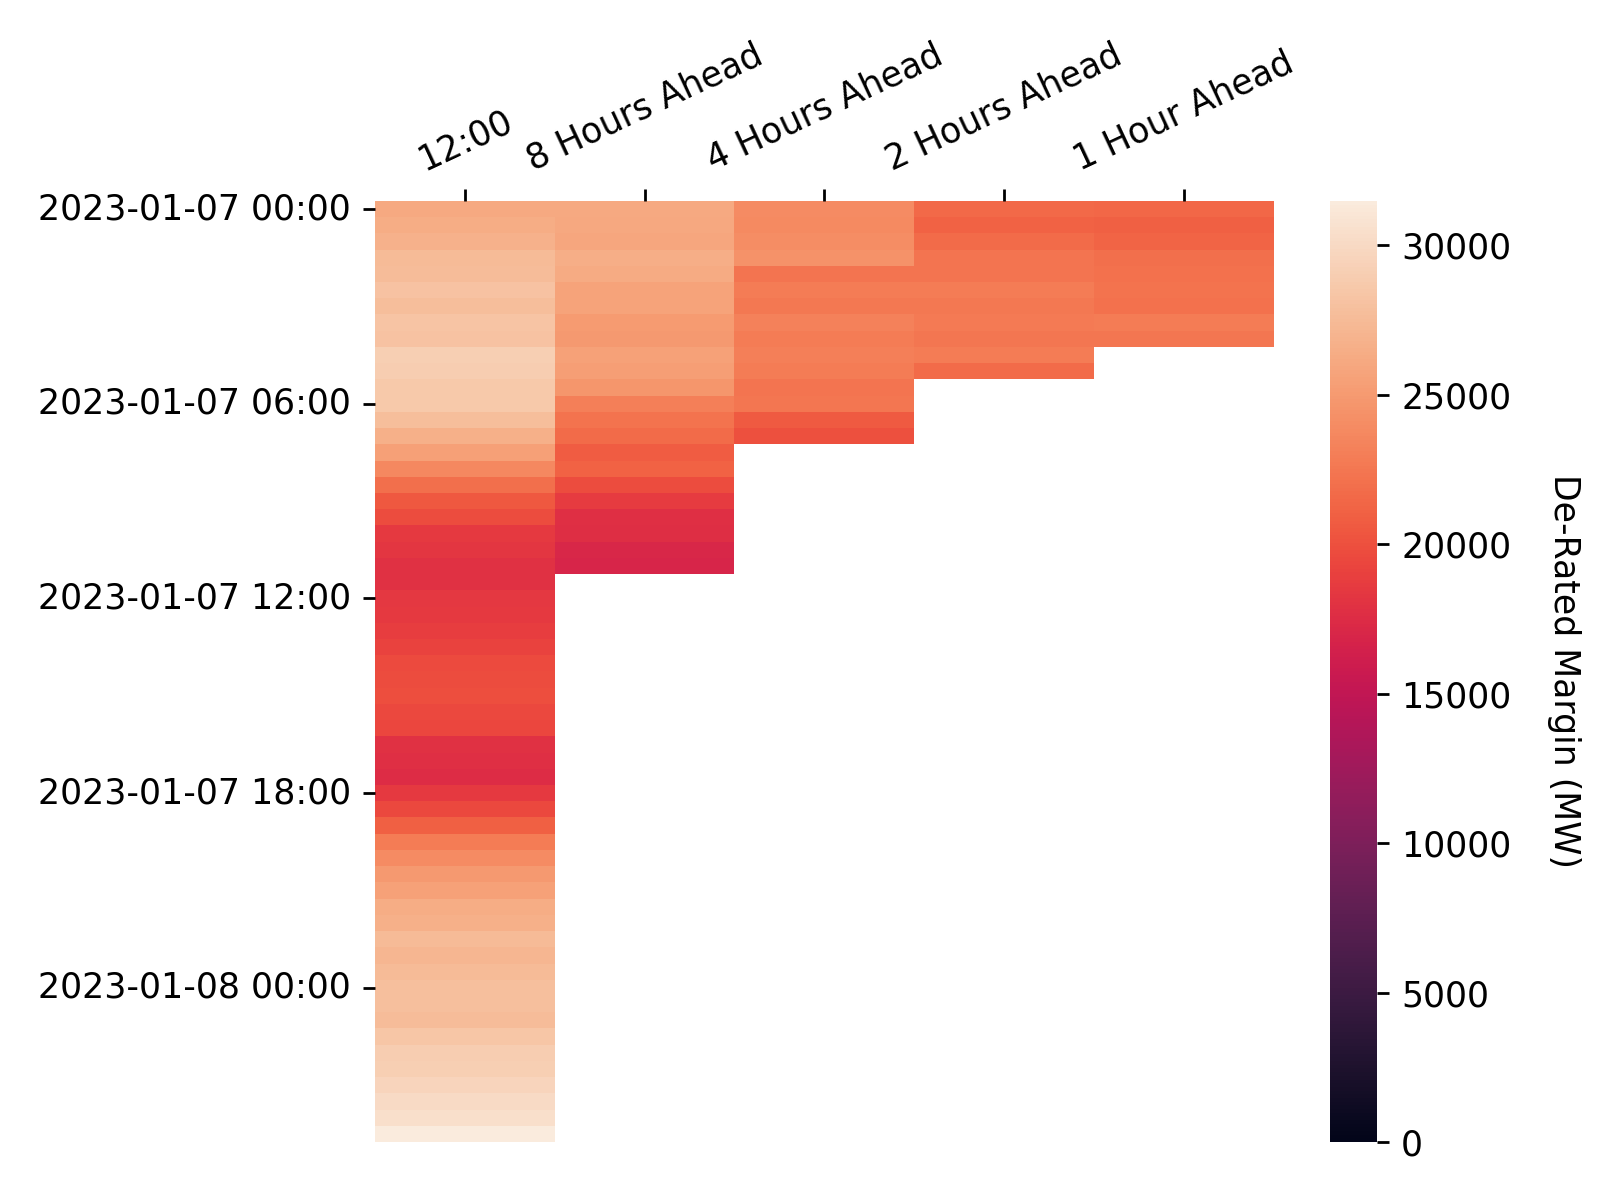 12:00
8 Hours Ahead
4 Hours Ahead
2 Hours Ahead
1 Hour Ahead
2023-01-07 00:00
2023-01-07 06:00
2023-01-07 12:00
2023-01-07 18:00
2023-01-08 00:00
30000
25000
20000
15000
10000
5000
0
De-Rated Margin (MW)